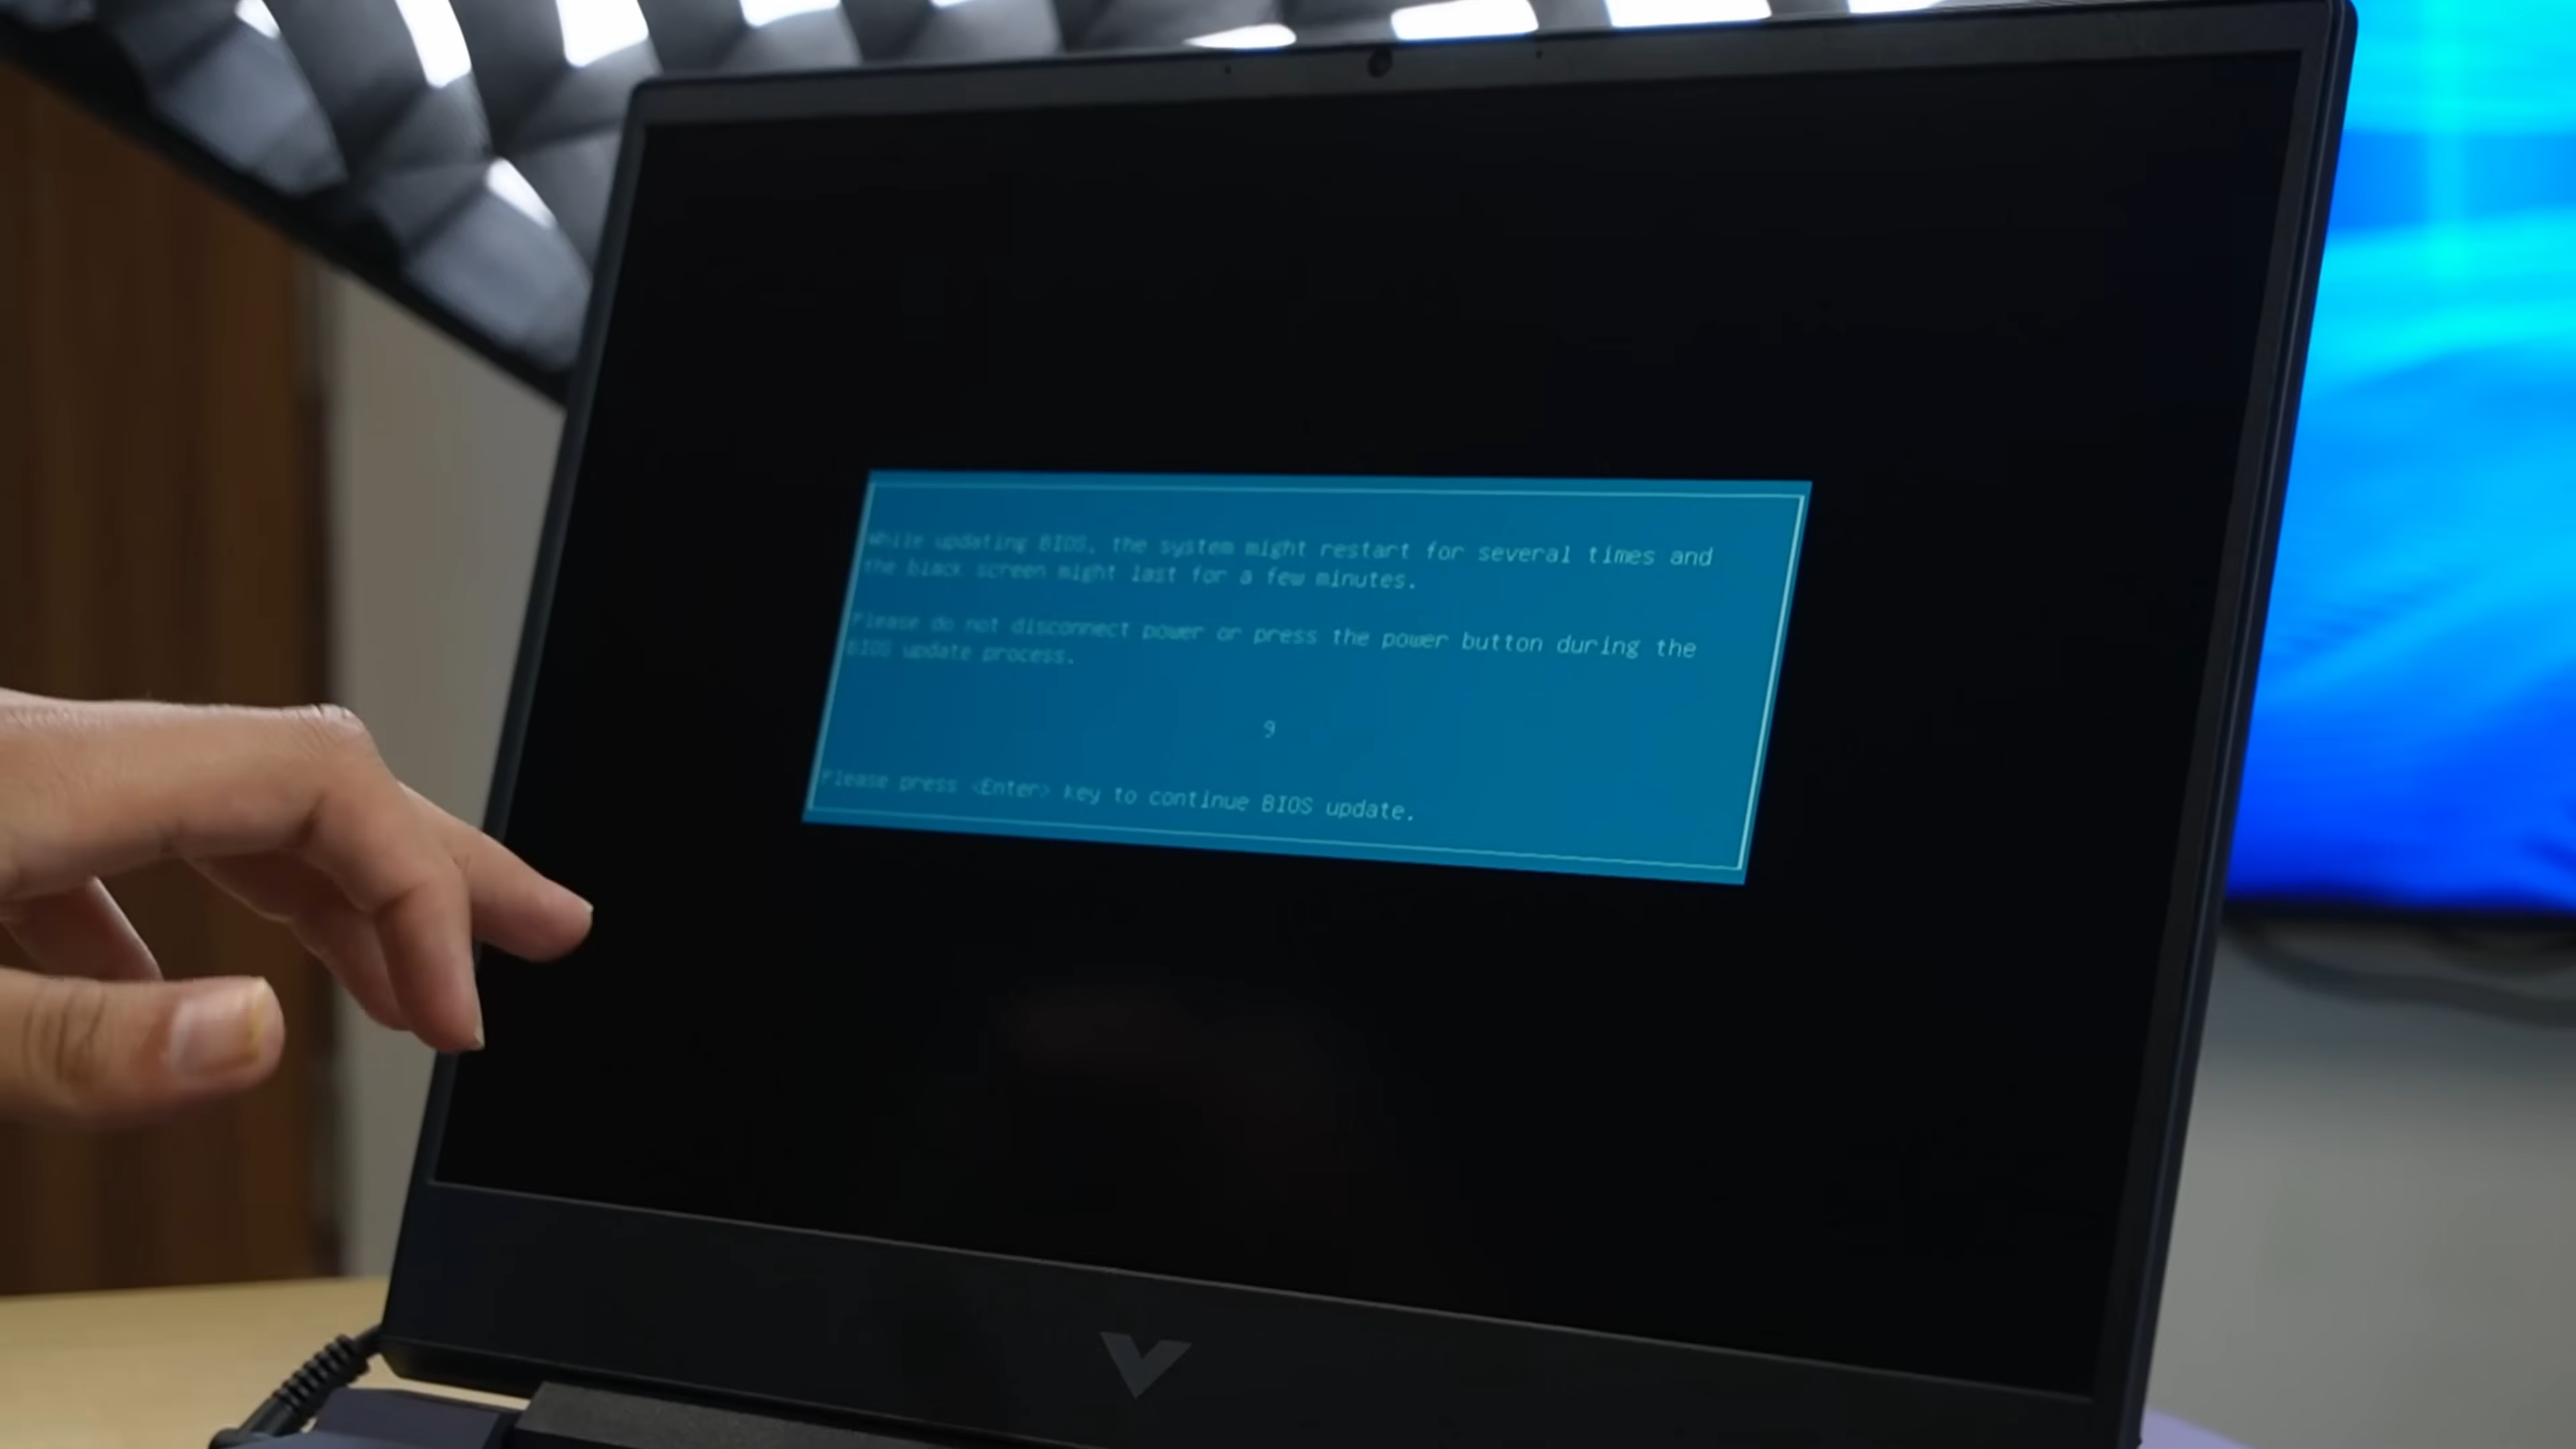 While updating BIOS, the system might restart for several times and
the black screen might last for a few minutes.
Please do not disconnect power or press the power button during the
BIOS update process.
9
Please press <Enter> key to continue BIOS update.